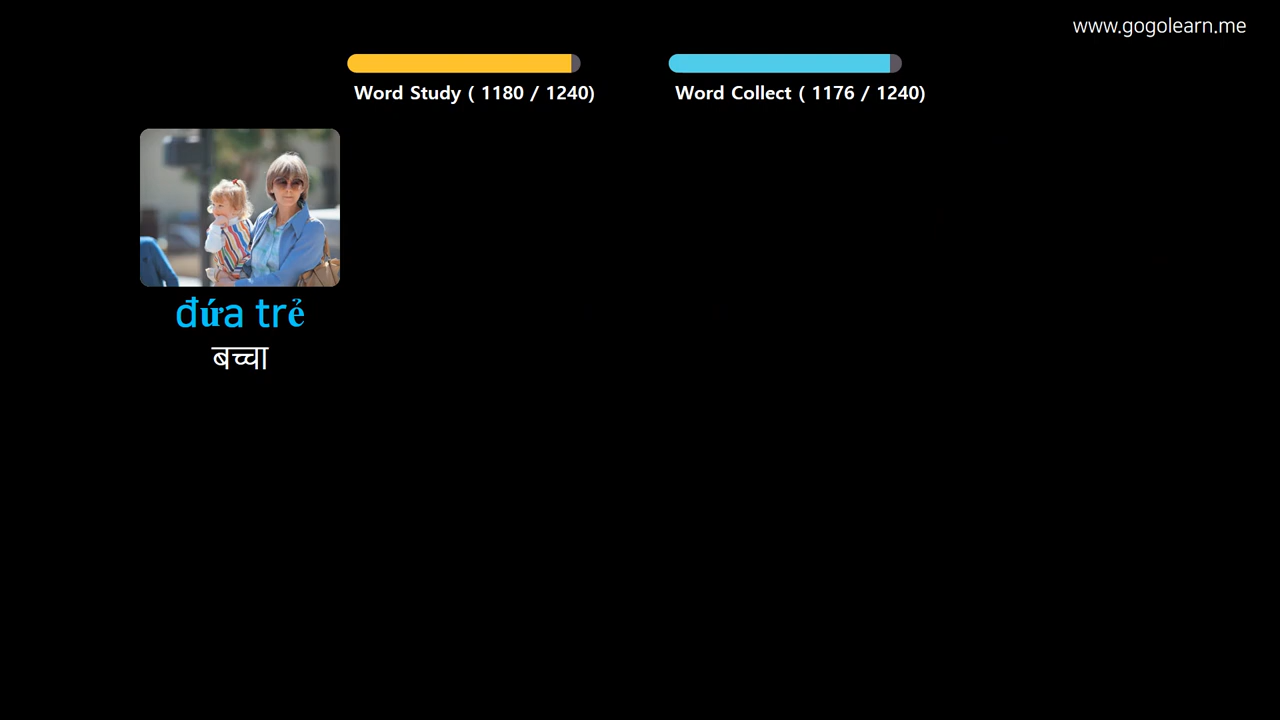 www.gogolearn.me
Word Study ( 1180 / 1240)
Word Collect ( 1176 / 1240)
đứa trẻ
बच्चा